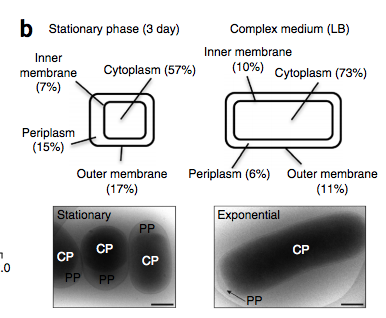 b
Stationary phase (3 day)
Complex medium (LB)
Inner
membrane
(7%)
Cytoplasm (57%)
Periplasm
(15%)
Outer membrane
(17%)
Inner membrane
(10%)
Cytoplasm (73%)
Periplasm (6%)
Outer membrane
(11%)
Stationary
PP
CP
CP
CP
PP
PP
Exponential
CP
PP
.0